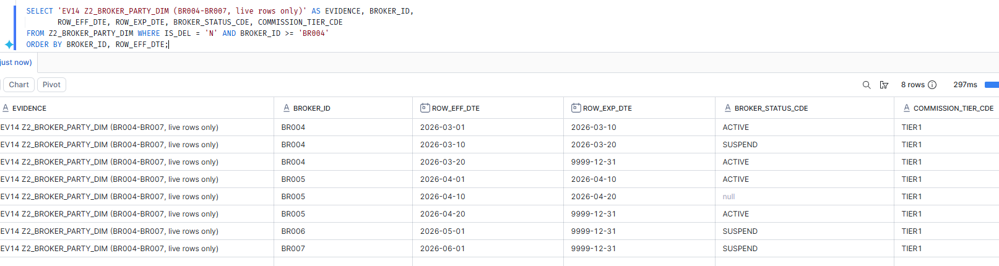 SELECT 'EV14 Z2_BROKER_PARTY_DIM (BR004-BR007, live rows only)' AS EVIDENCE, BROKER_ID,
ROW_EFF_DTE, ROW_EXP_DTE, BROKER_STATUS_CDE, COMMISSION_TIER_CDE
FROM Z2_BROKER_PARTY_DIM WHERE IS_DEL = 'N' AND BROKER_ID >= 'BR004'
ORDER BY BROKER_ID, ROW_EFF_DTE;
just now)
Chart Pivot 8 rows 297ms
EVIDENCE BROKER_ID ROW_EFF_DTE ROW_EXP_DTE BROKER_STATUS_CDE COMMISSION_TIER_CDE
EV14 Z2_BROKER_PARTY_DIM (BR004-BR007, live rows only) BR004 2026-03-01 2026-03-10 ACTIVE TIER1
EV14 Z2_BROKER_PARTY_DIM (BR004-BR007, live rows only) BR004 2026-03-10 2026-03-20 SUSPEND TIER1
EV14 Z2_BROKER_PARTY_DIM (BR004-BR007, live rows only) BR004 2026-03-20 9999-12-31 ACTIVE TIER1
EV14 Z2_BROKER_PARTY_DIM (BR004-BR007, live rows only) BR005 2026-04-01 2026-04-10 ACTIVE TIER1
EV14 Z2_BROKER_PARTY_DIM (BR004-BR007, live rows only) BR005 2026-04-10 2026-04-20 null TIER1
EV14 Z2_BROKER_PARTY_DIM (BR004-BR007, live rows only) BR005 2026-04-20 9999-12-31 ACTIVE TIER1
EV14 Z2_BROKER_PARTY_DIM (BR004-BR007, live rows only) BR006 2026-05-01 9999-12-31 SUSPEND TIER1
EV14 Z2_BROKER_PARTY_DIM (BR004-BR007, live rows only) BR007 2026-06-01 9999-12-31 SUSPEND TIER1